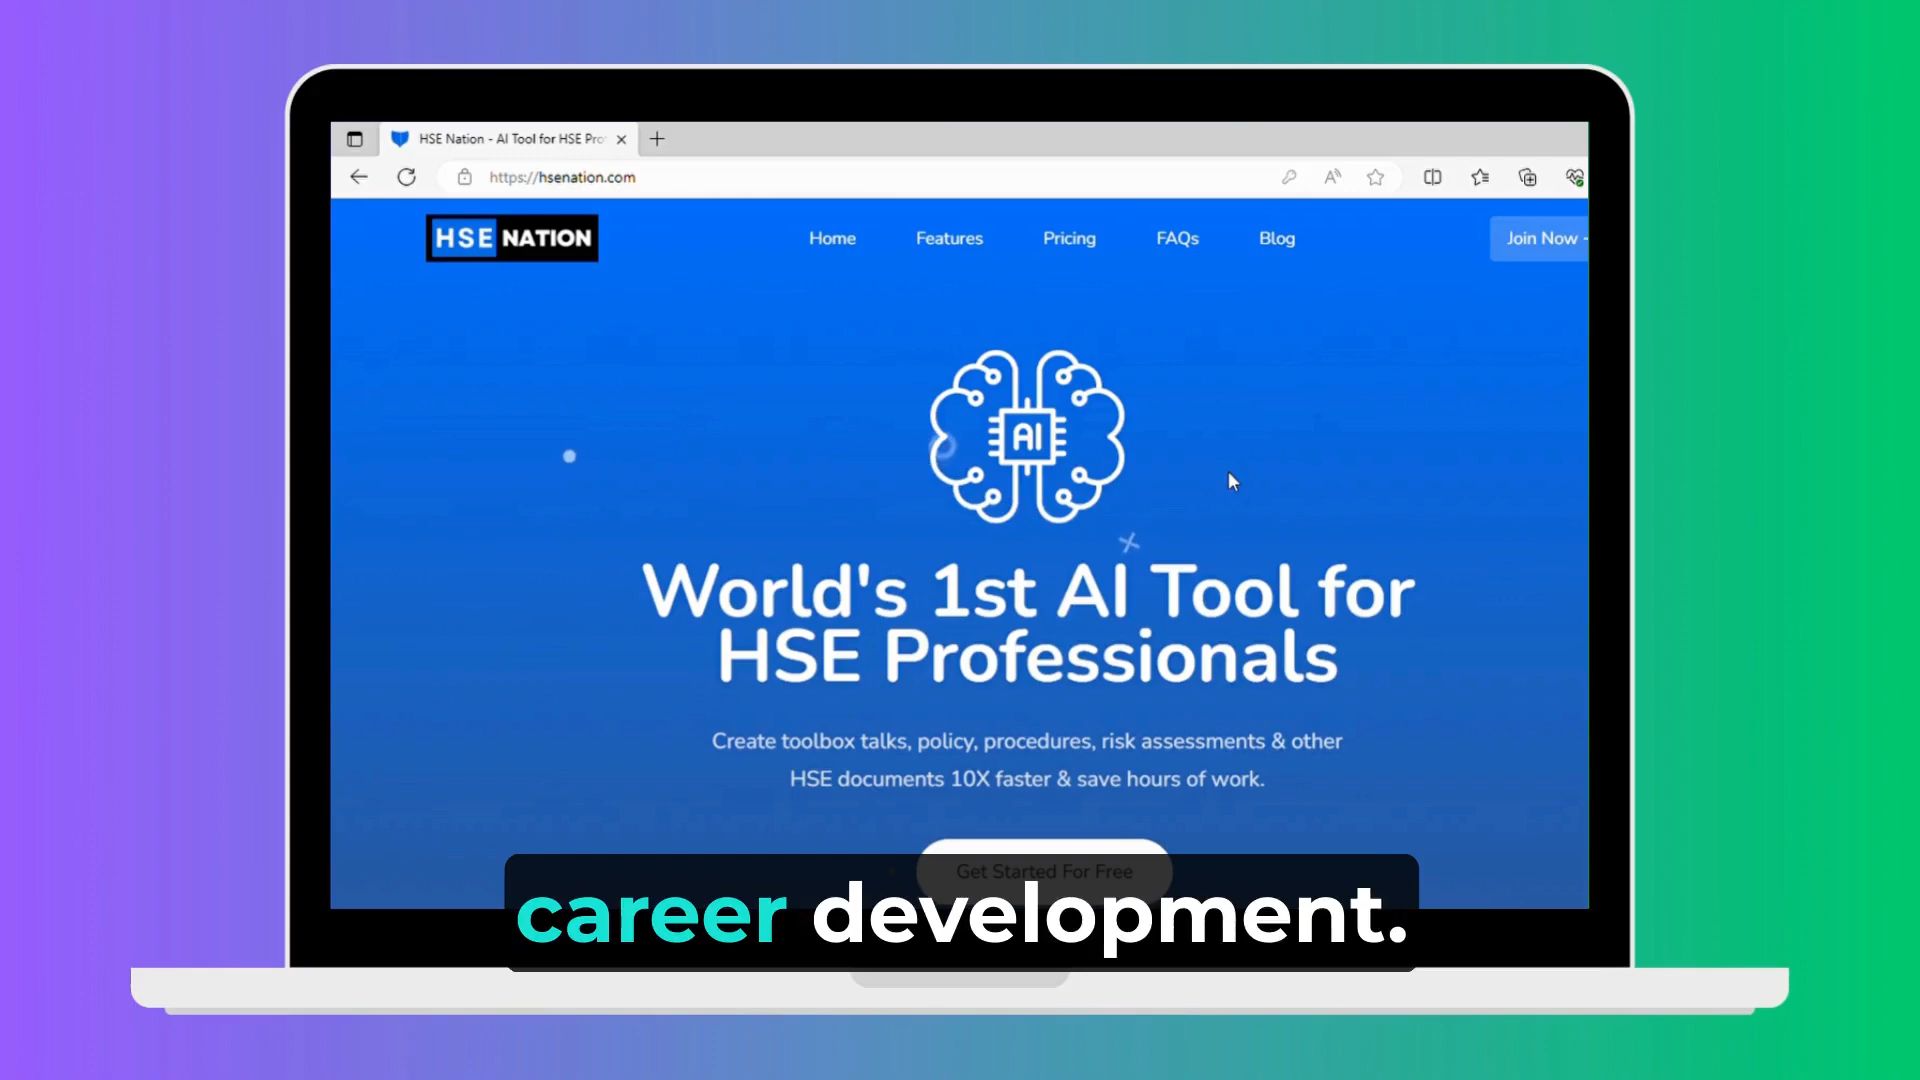 HSE Nation - AI Tool for HSE Pro
https://hsenation.com
HSE NATION
Home
Features
Pricing
FAQs
Blog
Join Now
AI
World's 1st AI Tool for
HSE Professionals
Create toolbox talks, policy, procedures, risk assessments & other
HSE documents 10X faster & save hours of work.
Get Started For Free
career development.